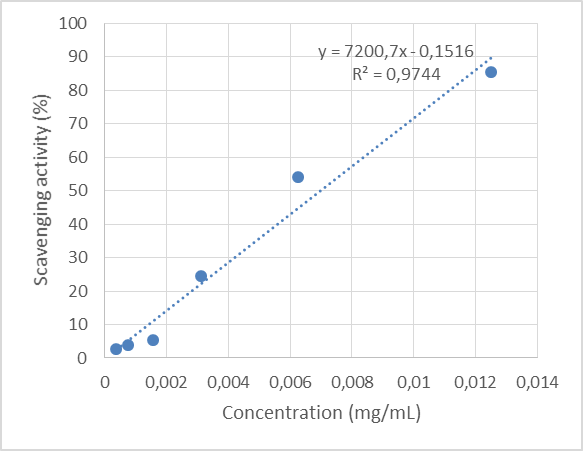 y = 7200,7x - 0,1516
R² = 0,9744
100
90
80
70
60
50
40
30
20
10
0
Scavenging activity (%)
0 0,002 0,004 0,006 0,008 0,01 0,012 0,014
Concentration (mg/mL)